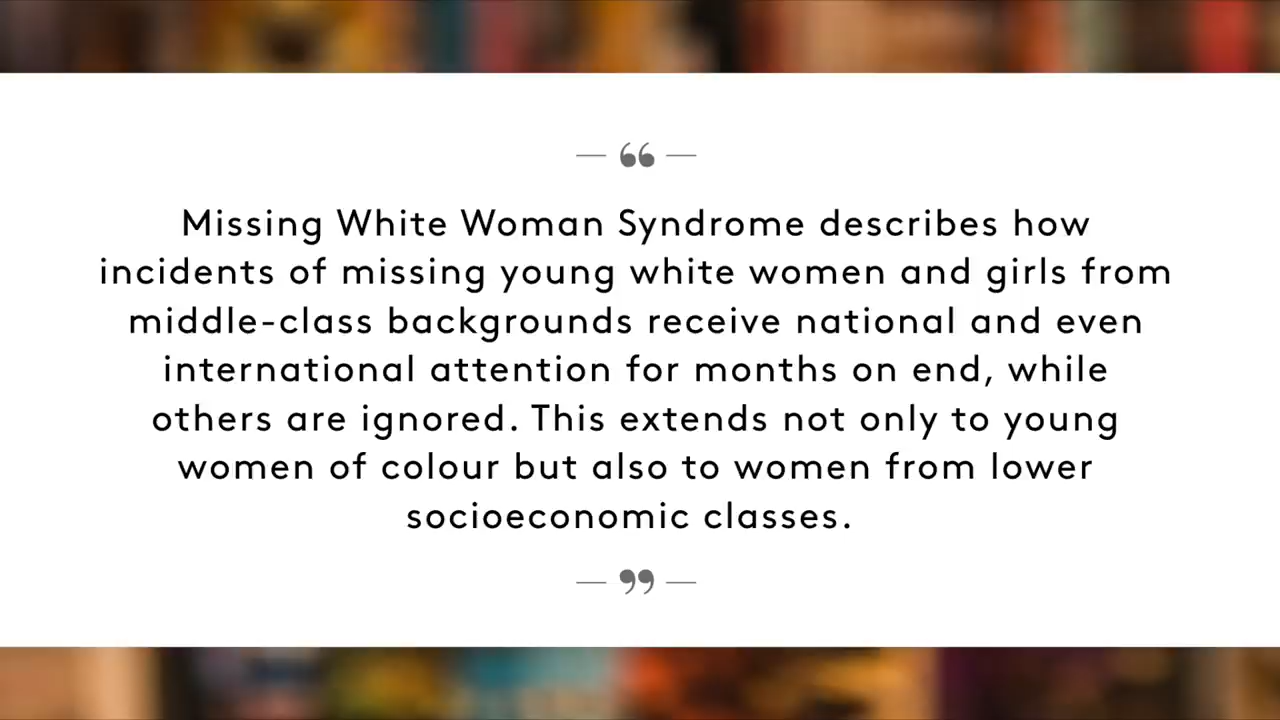 — “ —
Missing White Woman Syndrome describes how
incidents of missing young white women and girls from
middle-class backgrounds receive national and even
international attention for months on end, while
others are ignored. This extends not only to young
women of colour but also to women from lower
socioeconomic classes.
— ” —